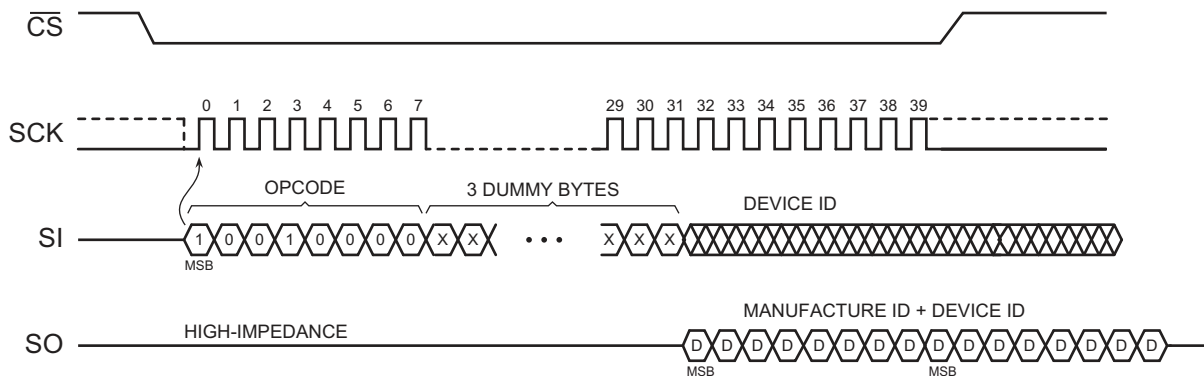 CS
0 1 2 3 4 5 6 7 29 30 31 32 33 34 35 36 37 38 39
SCK
OPCODE 3 DUMMY BYTES DEVICE ID
SI 1 0 0 1 0 0 0 0 X X • • • X X X
MSB
MANUFACTURE ID + DEVICE ID
HIGH-IMPEDANCE
SO D D D D D D D D D D D D D D D D
MSB MSB